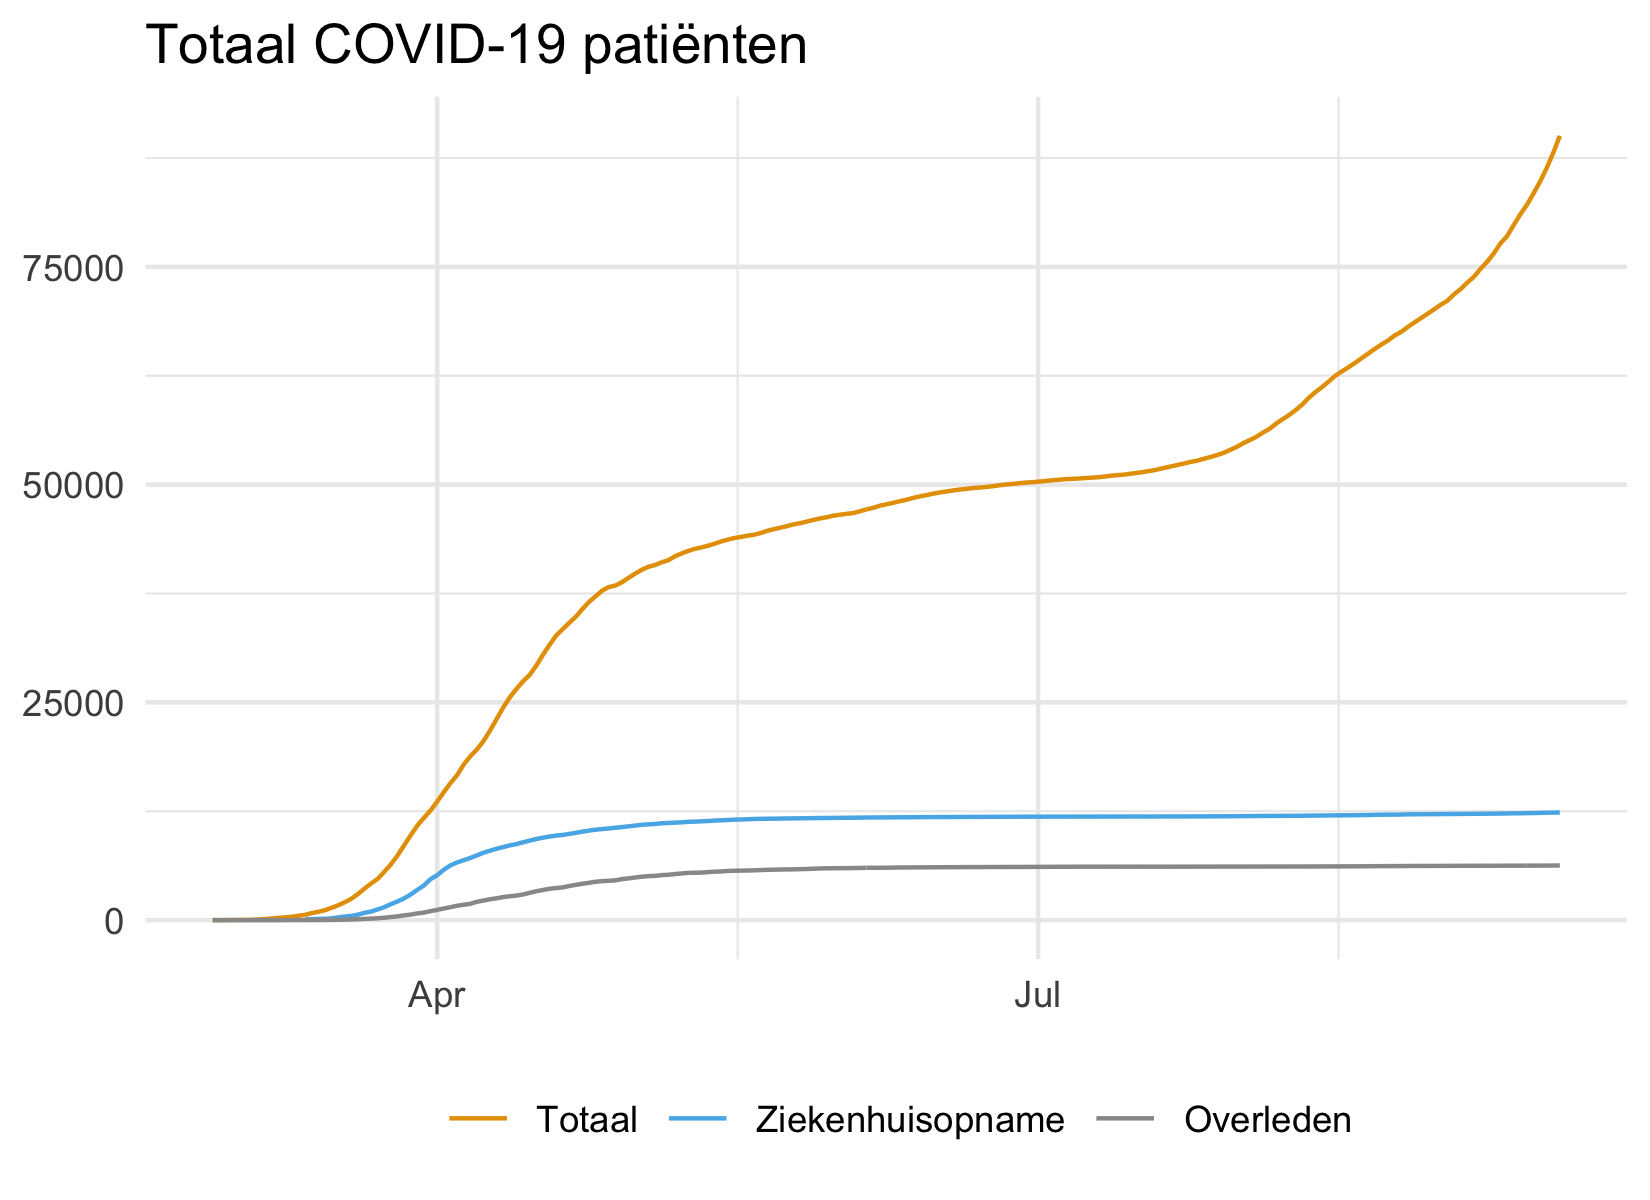 Totaal COVID-19 patiënten
75000
50000
25000
0
Apr Jul
Totaal Ziekenhuisopname Overleden